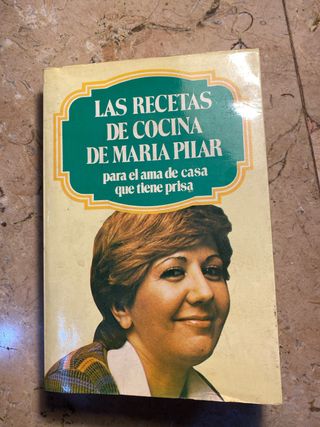 LAS RECETAS
DE COCINA
DE MARIA PILAR
para el ama de casa
que tiene prisa